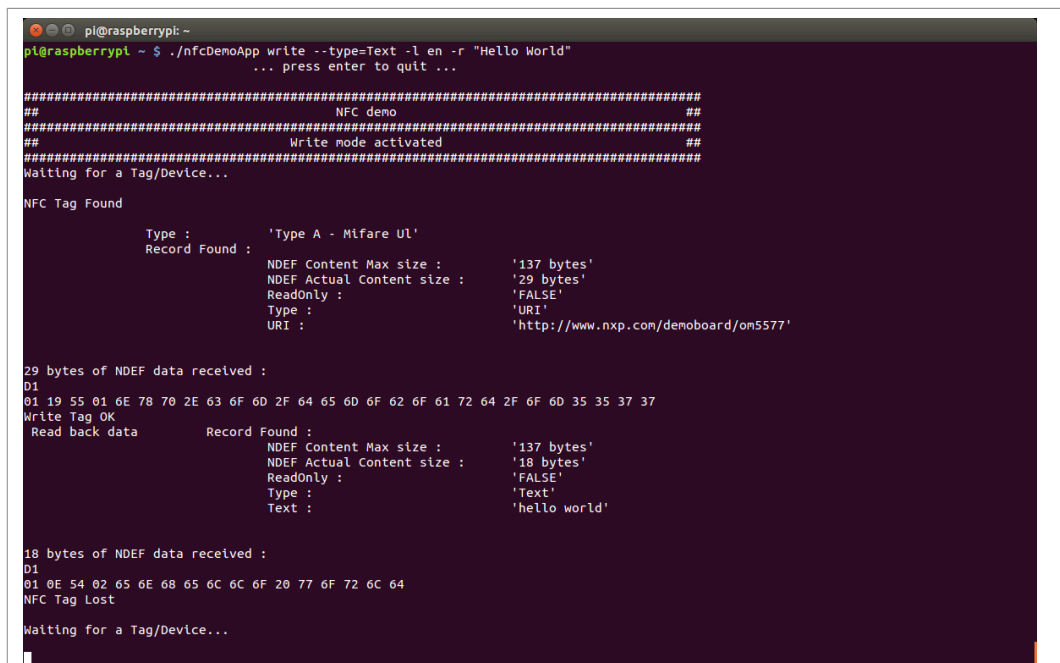 pi@raspberrypi: ~
pi@raspberrypi ~ $ ./nfcDemoApp write --type=Text -l en -r "Hello World"
... press enter to quit ...
#########################################################################################
## NFC demo ##
#########################################################################################
## Write mode activated ##
#########################################################################################
Waiting for a Tag/Device...
NFC Tag Found
Type : 'Type A - Mifare Ul'
Record Found :
NDEF Content Max size : '137 bytes'
NDEF Actual Content size : '29 bytes'
ReadOnly : 'FALSE'
Type : 'URI'
URI : 'http://www.nxp.com/demoboard/om5577'
29 bytes of NDEF data received :
D1
01 19 55 01 6E 78 70 2E 63 6F 6D 2F 64 65 6D 6F 62 6F 61 72 64 2F 6F 6D 35 35 37 37
Write Tag OK
Read back data Record Found :
NDEF Content Max size : '137 bytes'
NDEF Actual Content size : '18 bytes'
ReadOnly : 'FALSE'
Type : 'Text'
Text : 'hello world'
18 bytes of NDEF data received :
D1
01 0E 54 02 65 6E 68 65 6C 6C 6F 20 77 6F 72 6C 64
NFC Tag Lost
Waiting for a Tag/Device...